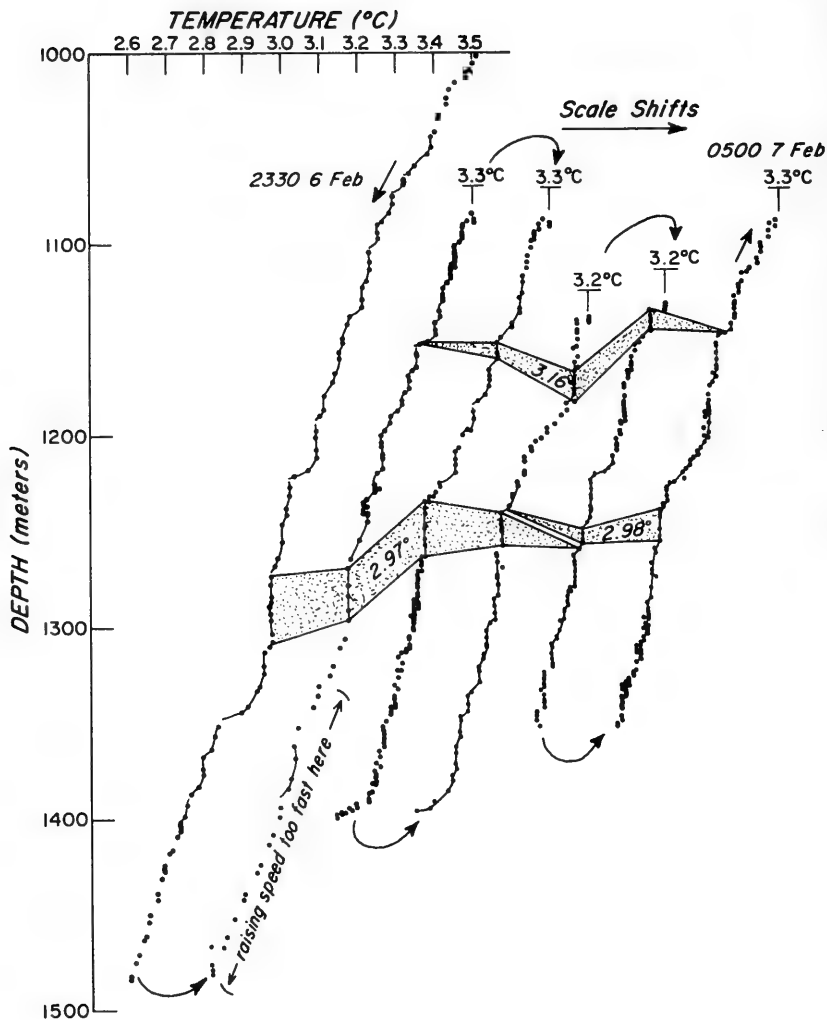 TEMPERATURE (°C)
2.6 2.7 2.8 2.9 3.0 3.1 3.2 3.3 3.4 3.5
1000
Scale Shifts
0500 7 Feb
2330 6 Feb
3.3°C
3.3°C
3.3°C
1100
3.2°C
3.2°C
3.16°
1200
DEPTH (meters)
2.97°
2.98°
1300
raising speed too fast here
1400
1500